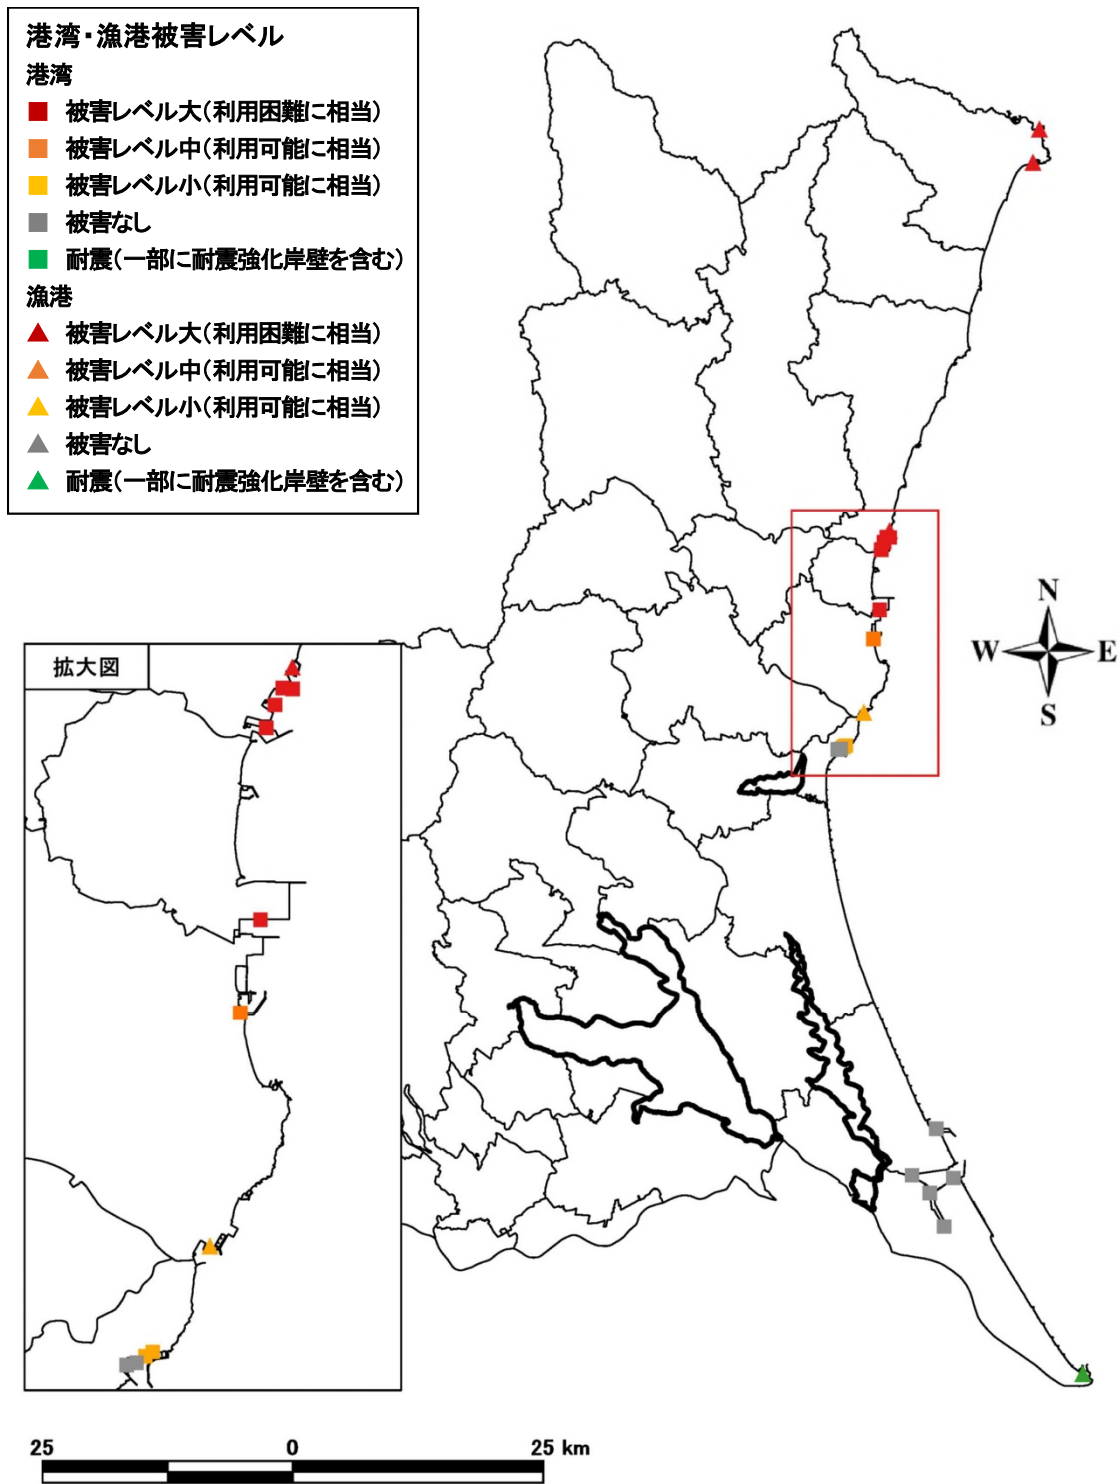 港湾・漁港被害レベル
港湾
被害レベル大(利用困難に相当)
被害レベル中(利用可能に相当)
被害レベル小(利用可能に相当)
被害なし
耐震(一部に耐震強化岸壁を含む)
漁港
被害レベル大(利用困難に相当)
被害レベル中(利用可能に相当)
被害レベル小(利用可能に相当)
被害なし
耐震(一部に耐震強化岸壁を含む)
N
W E
S
拡大図
25 0 25 km